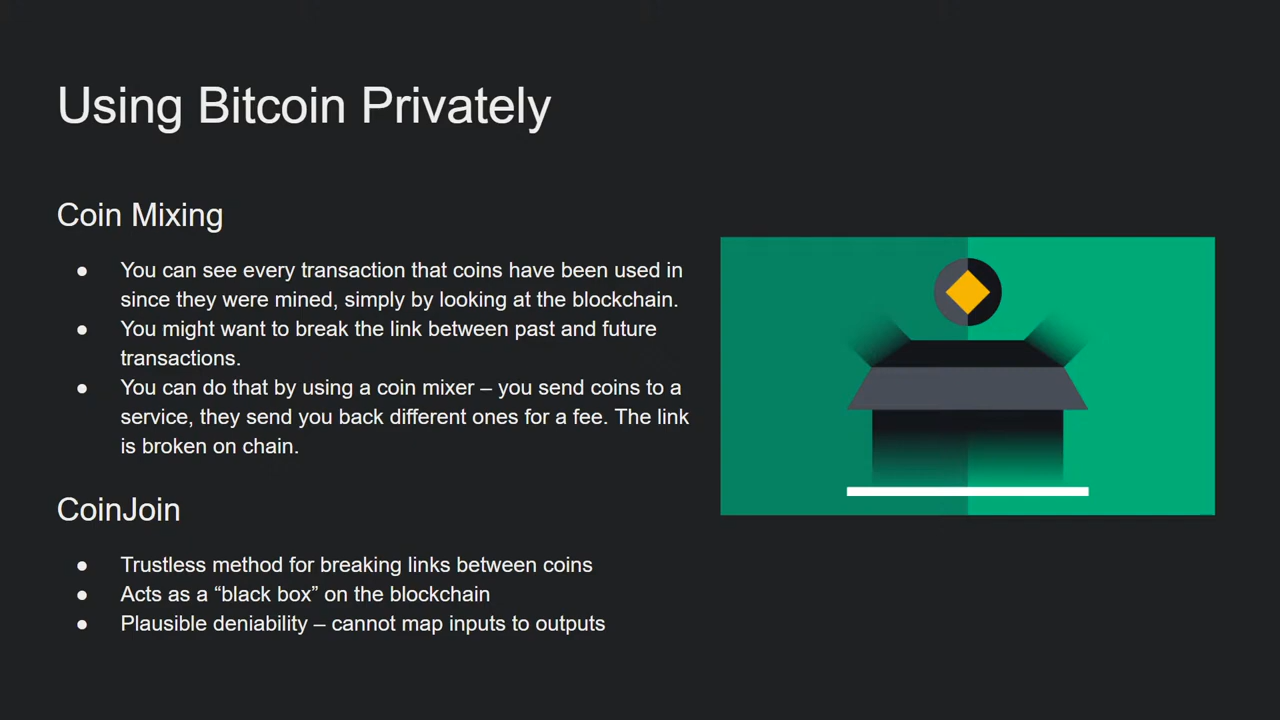 Using Bitcoin Privately
Coin Mixing
● You can see every transaction that coins have been used in
since they were mined, simply by looking at the blockchain.
● You might want to break the link between past and future
transactions.
● You can do that by using a coin mixer – you send coins to a
service, they send you back different ones for a fee. The link
is broken on chain.
CoinJoin
● Trustless method for breaking links between coins
● Acts as a “black box” on the blockchain
● Plausible deniability – cannot map inputs to outputs